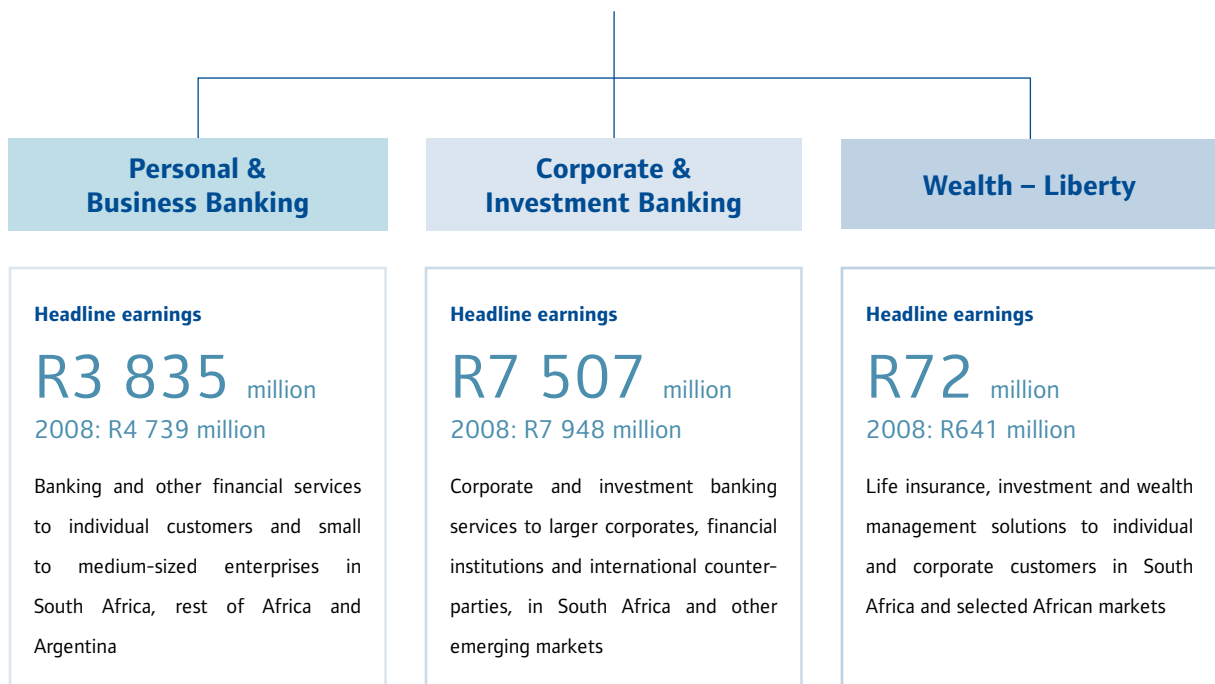 Personal &
Business Banking
Headline earnings
R3 835 million
2008: R4 739 million
Banking and other financial services
to individual customers and small
to medium-sized enterprises in
South Africa, rest of Africa and
Argentina
Corporate &
Investment Banking
Headline earnings
R7 507 million
2008: R7 948 million
Corporate and investment banking
services to larger corporates, financial
institutions and international counter-
parties, in South Africa and other
emerging markets
Wealth – Liberty
Headline earnings
R72 million
2008: R641 million
Life insurance, investment and wealth
management solutions to individual
and corporate customers in South
Africa and selected African markets